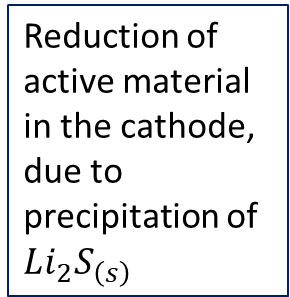 Reduction of
active material
in the cathode,
due to
precipitation of
Li₂S₍ₛ₎